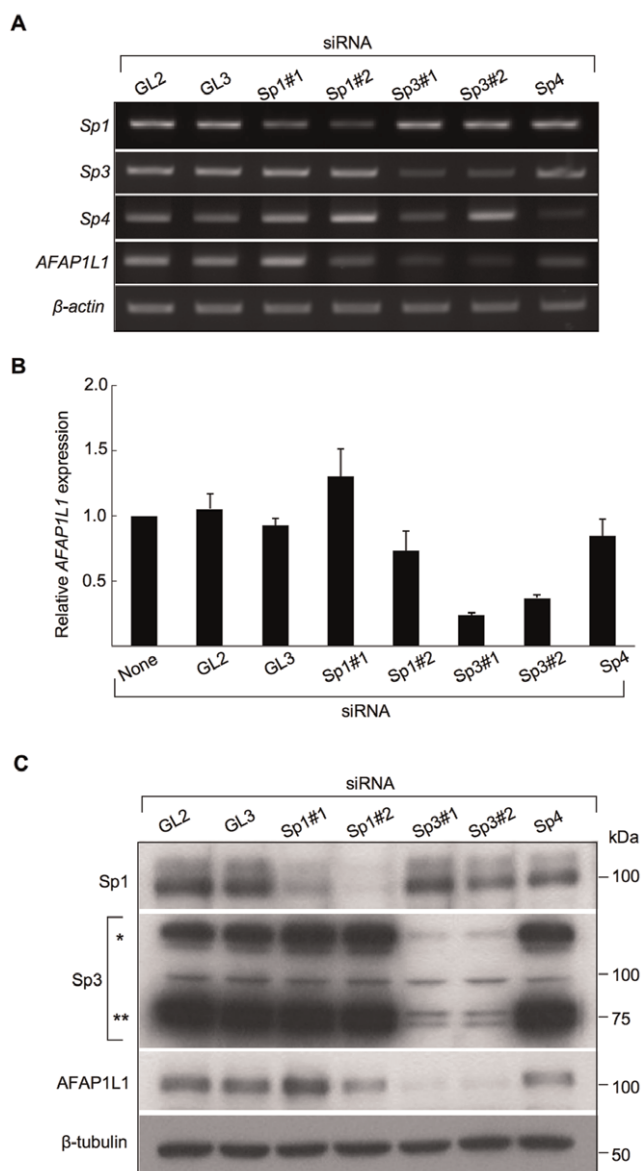 A
siRNA
GL2 GL3 Sp1#1 Sp1#2 Sp3#1 Sp3#2 Sp4
Sp1
Sp3
Sp4
AFAP1L1
β-actin
B
2.0
1.5
1.0
0.5
Relative AFAP1L1 expression
None GL2 GL3 Sp1#1 Sp1#2 Sp3#1 Sp3#2 Sp4
siRNA
C
siRNA
GL2 GL3 Sp1#1 Sp1#2 Sp3#1 Sp3#2 Sp4
kDa
Sp1 100
*
Sp3 100
** 75
AFAP1L1 100
β-tubulin 50